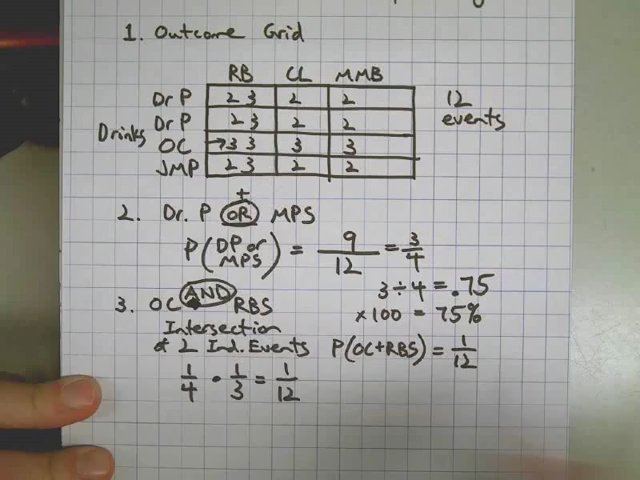 1. Outcome Grid
RB CL MMB
Dr P 2 3 2 2
Dr P 2 3 2 2
Drinks OC →3 3 3 3
JMP 2 3 2 2
12 events
+
2. Dr. P OR MPS
P(DP or MPS) = 9/12 = 3/4
3 ÷ 4 = .75
×100 = 75%
3. OC AND RBS
Intersection
of 2 Ind. Events
P(OC+RBS) = 1/12
1/4 · 1/3 = 1/12